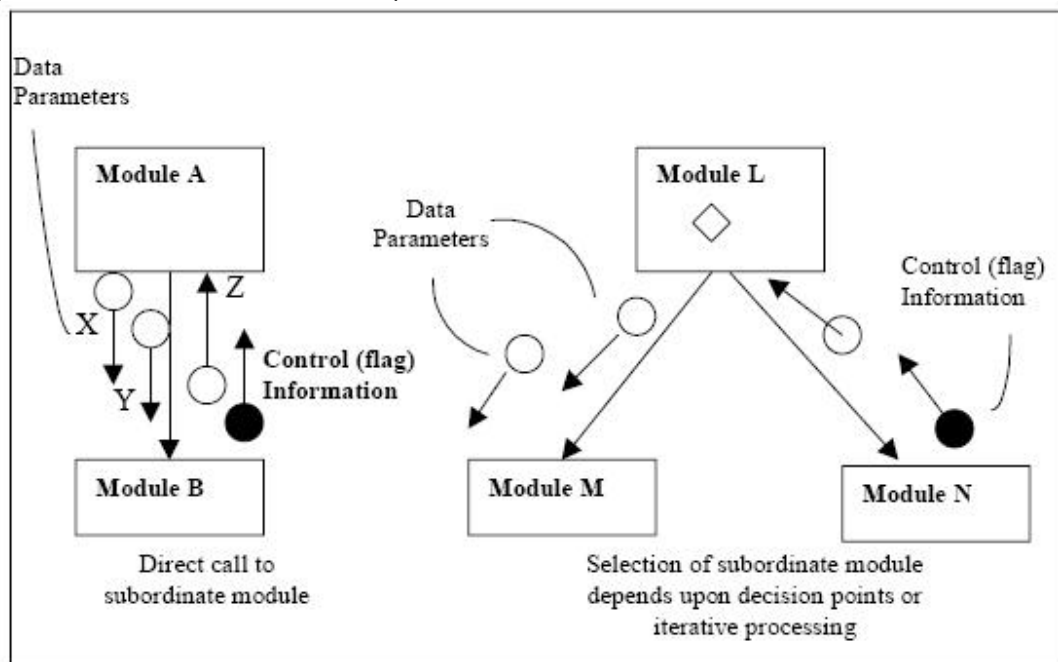 Data
Parameters
Module A
Module L
Data
Parameters
Z
X
Y
Control (flag)
Information
Control (flag)
Information
Module B
Module M
Module N
Direct call to
subordinate module
Selection of subordinate module
depends upon decision points or
iterative processing